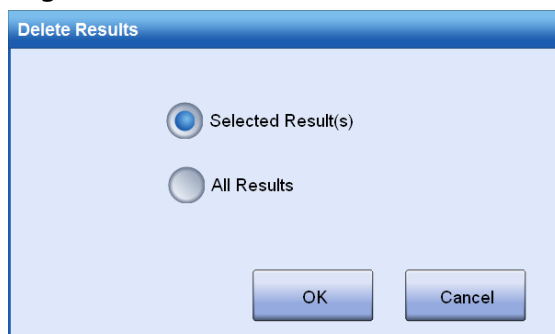 Delete Results
Selected Result(s)
All Results
OK Cancel